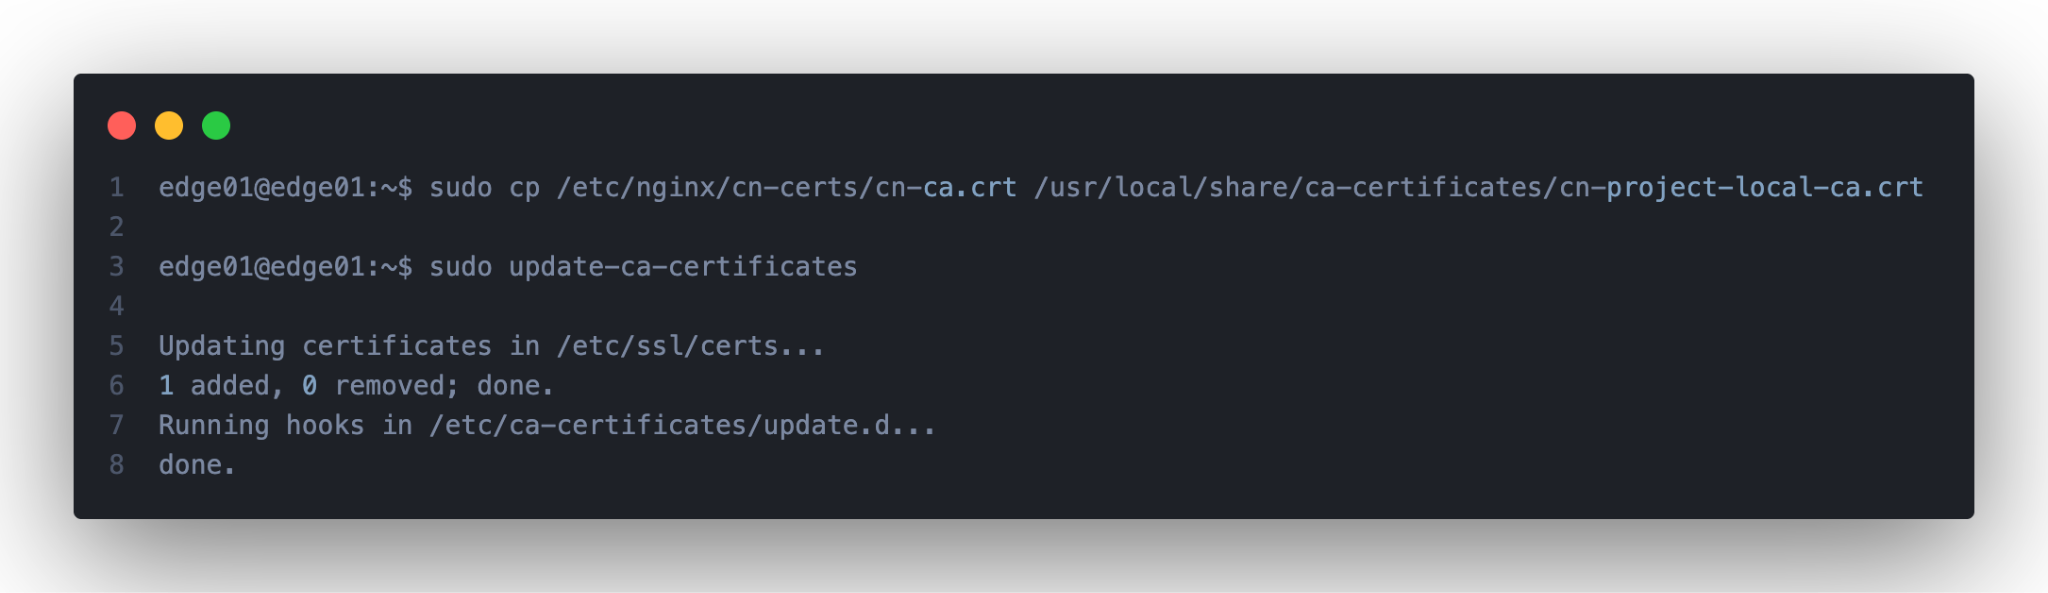 1 edge01@edge01:~$ sudo cp /etc/nginx/cn-certs/cn-ca.crt /usr/local/share/ca-certificates/cn-project-local-ca.crt
2
3 edge01@edge01:~$ sudo update-ca-certificates
4
5 Updating certificates in /etc/ssl/certs...
6 1 added, 0 removed; done.
7 Running hooks in /etc/ca-certificates/update.d...
8 done.